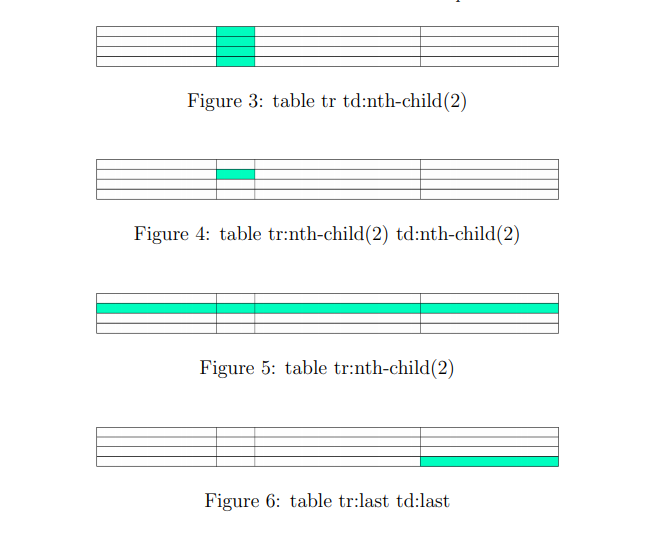 Figure 3: table tr td:nth-child(2)
Figure 4: table tr:nth-child(2) td:nth-child(2)
Figure 5: table tr:nth-child(2)
Figure 6: table tr:last td:last